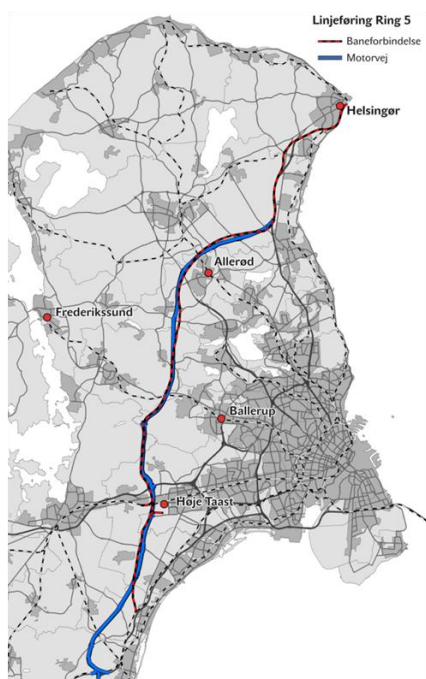 Linjeføring Ring 5
Baneforbindelse
Motorvej
Helsingør
Allerød
Frederikssund
Ballerup
Høje Taast